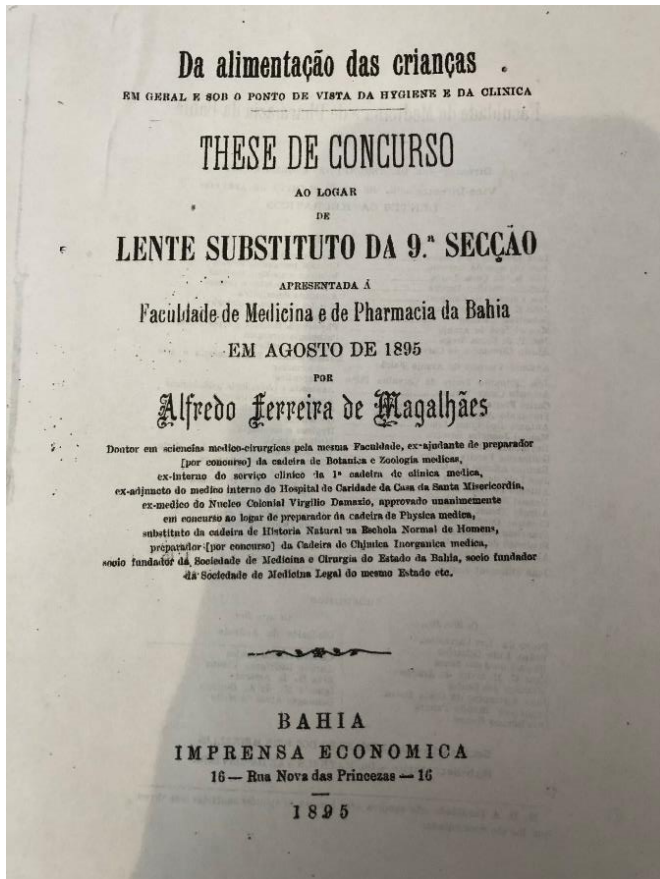 Da alimentação das crianças
EM GERAL E SOB O PONTO DE VISTA DA HYGIENE E DA CLINICA
THESE DE CONCURSO
AO LOGAR
DE
LENTE SUBSTITUTO DA 9.ª SECÇÃO
APRESENTADA Á
Faculdade de Medicina e de Pharmacia da Bahia
EM AGOSTO DE 1895
POR
Alfredo Ferreira de Magalhães
Doutor em sciencias medico-cirurgicas pela mesma Faculdade, ex-ajudante de preparador
[por concurso] da cadeira de Botanica e Zoologia medicas,
ex-interno do serviço clinico da 1ª cadeira de clinica medica,
ex-adjuncto do medico interno do Hospital de Caridade da Casa da Santa Misericordia,
ex-medico do Nucleo Colonial Virgilio Damazio, approvado unanimemente
em concurso ao logar de preparador da cadeira de Physica medica,
substituto da cadeira de Historia Natural na Eschola Normal de Homens,
preparador [por concurso] da Cadeira de Chimica Inorganica medica,
socio fundador da Sociedade de Medicina e Cirurgia do Estado da Bahia, socio fundador
da Sociedade de Medicina Legal do mesmo Estado etc.
BAHIA
IMPRENSA ECONOMICA
16 — Rua Nova das Princezas — 16
1895